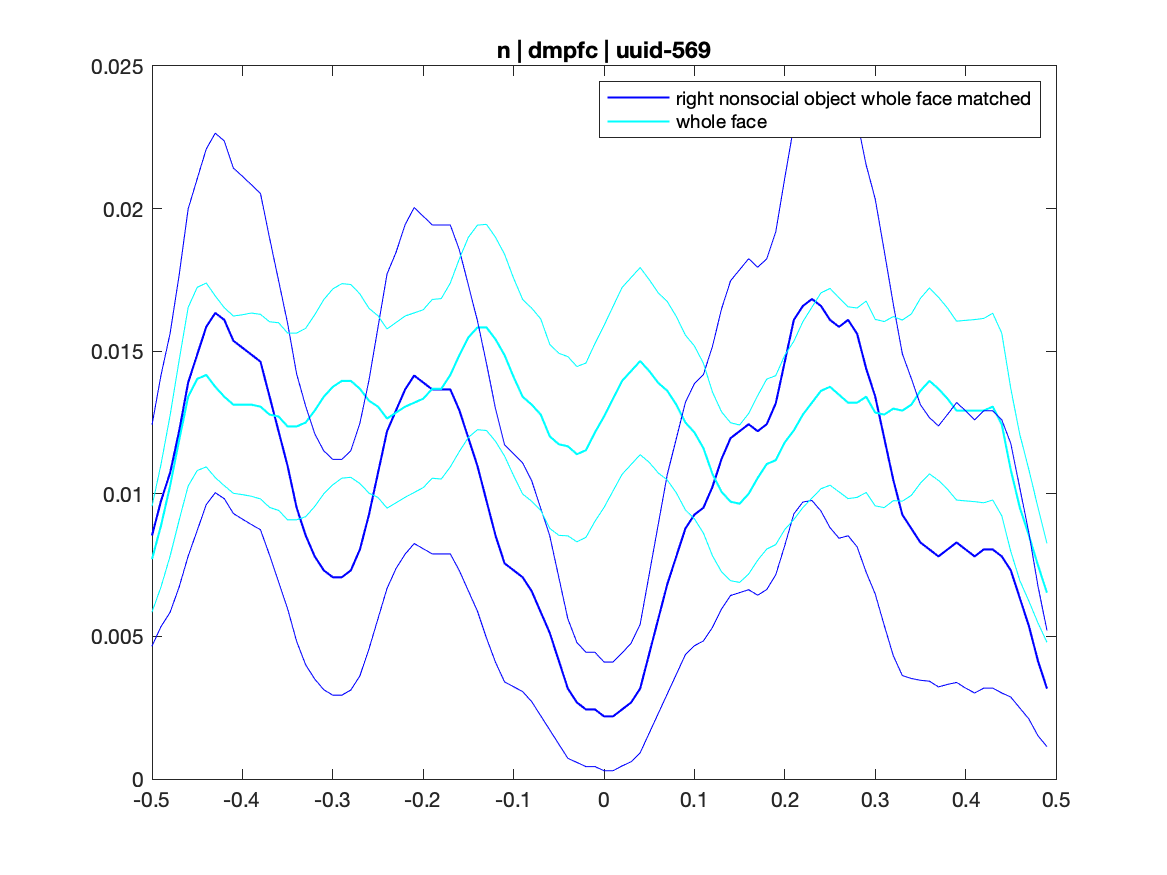 n | dmpfc | uuid-569
right nonsocial object whole face matched
whole face
0.025
0.02
0.015
0.01
0.005
0
-0.5 -0.4 -0.3 -0.2 -0.1 0 0.1 0.2 0.3 0.4 0.5